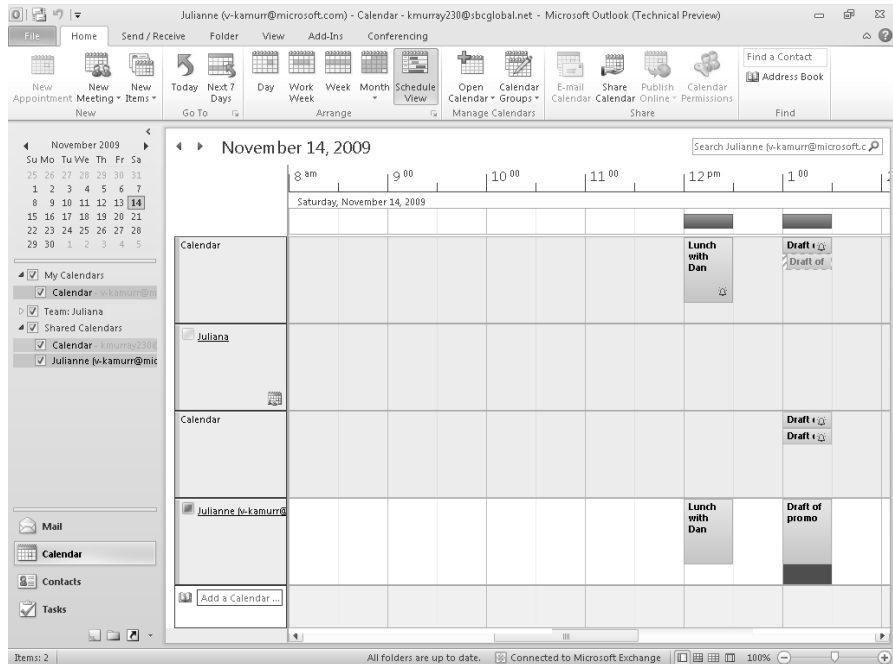 Julianne (v-kamurr@microsoft.com) - Calendar - kmurray230@sbcglobal.net - Microsoft Outlook (Technical Preview)
File Home Send / Receive Folder View Add-Ins Conferencing
New Appointment
New Meeting
New Items
Today
Next 7 Days
Day
Work Week
Week
Month
Schedule View
Open Calendar
Calendar Groups
E-mail Calendar
Share Calendar
Publish Online
Calendar Permissions
Find a Contact
Address Book
New Go To Arrange Manage Calendars Share Find
November 2009
Su Mo Tu We Th Fr Sa
25 26 27 28 29 30 31
1 2 3 4 5 6 7
8 9 10 11 12 13 14
15 16 17 18 19 20 21
22 23 24 25 26 27 28
29 30 1 2 3 4 5
My Calendars
Calendar - v-kamurr@m
Team: Juliana
Shared Calendars
Calendar - kmurray230@
Julianne (v-kamurr@mic
Mail
Calendar
Contacts
Tasks
November 14, 2009
Search Julianne (v-kamurr@microsoft.c
8 am 9 00 10 00 11 00 12 pm 1 00
Saturday, November 14, 2009
Calendar
Lunch with Dan
Draft
Draft of
Juliana
Calendar
Draft
Draft
Julianne (v-kamurr@
Lunch with Dan
Draft of promo
Add a Calendar ...
Items: 2
All folders are up to date.
Connected to Microsoft Exchange
100%